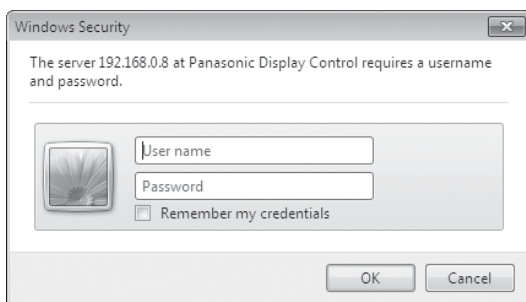 Windows Security
The server 192.168.0.8 at Panasonic Display Control requires a username
and password.
User name
Password
Remember my credentials
OK
Cancel